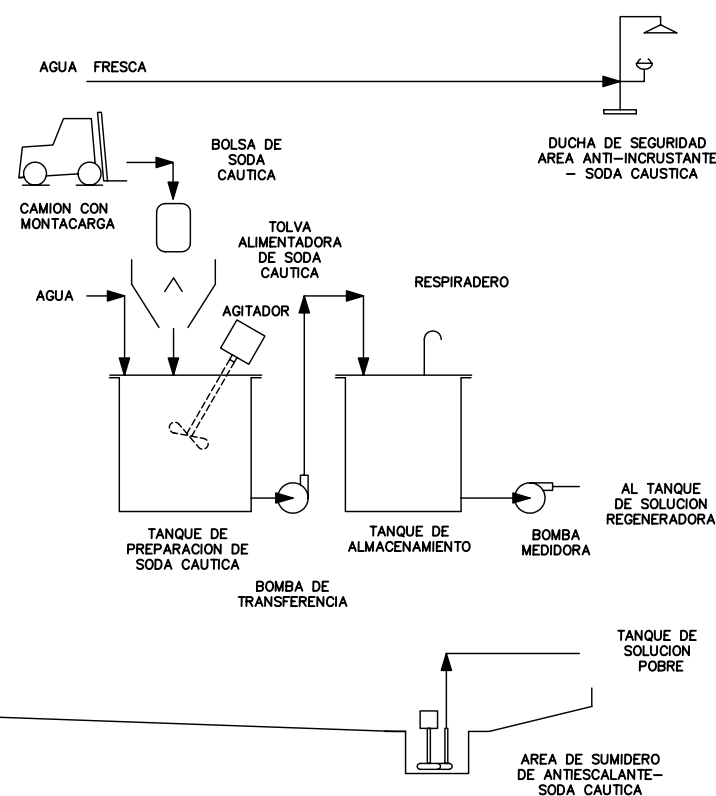 AGUA FRESCA
DUCHA DE SEGURIDAD
AREA ANTI-INCRUSTANTE
- SODA CAUSTICA
BOLSA DE
SODA
CAUTICA
CAMION CON
MONTACARGA
TOLVA
ALIMENTADORA
DE SODA
CAUTICA
AGUA
AGITADOR
RESPIRADERO
TANQUE DE
PREPARACION DE
SODA CAUTICA
BOMBA DE
TRANSFERENCIA
TANQUE DE
ALMACENAMIENTO
BOMBA
MEDIDORA
AL TANQUE
DE SOLUCION
REGENERADORA
TANQUE DE
SOLUCION
POBRE
AREA DE SUMIDERO
DE ANTIESCALANTE-
SODA CAUTICA